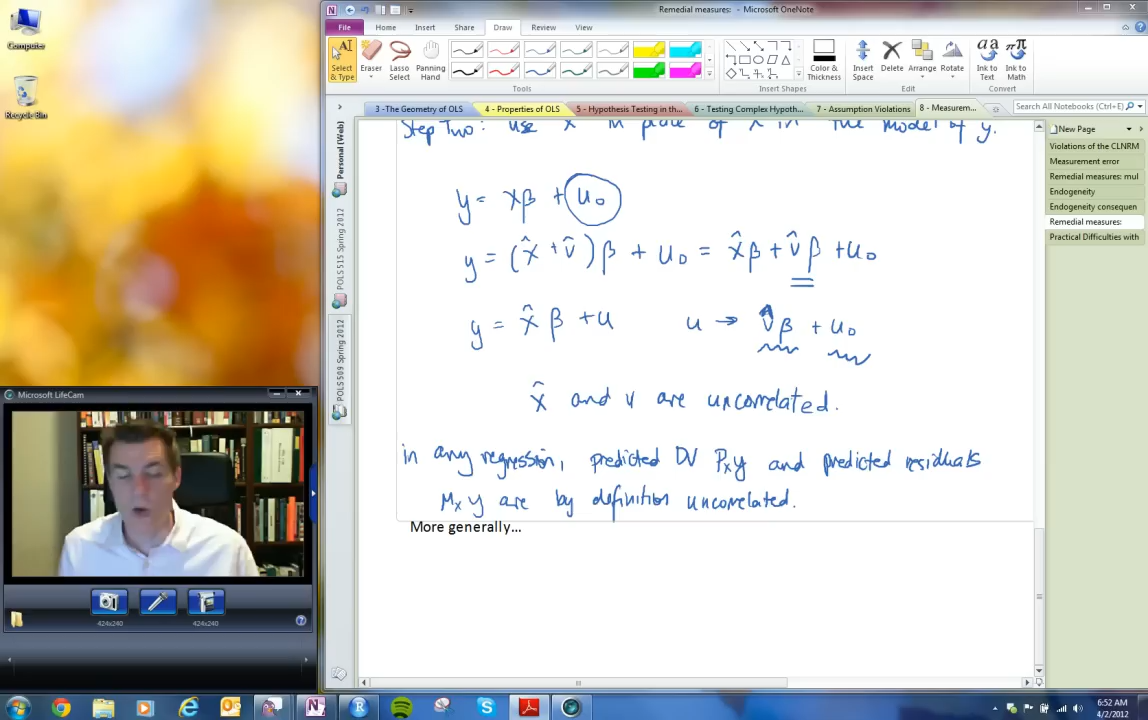 Computer
Recycle Bin
Remedial measures: - Microsoft OneNote
File Home Insert Share Draw Review View
Select & Type
Eraser
Lasso Select
Panning Hand
Tools
Insert Shapes
Color & Thickness
Insert Space
Delete
Arrange
Rotate
Edit
Ink to Text
Ink to Math
Convert
3 -The Geometry of OLS
4 - Properties of OLS
5 - Hypothesis Testing in th
6 - Testing Complex Hypoth...
7 - Assumption Violations
8 - Measurem...
Search All Notebooks (Ctrl+E)
Personal (Web)
POLS 515 Spring 2012
POLS 509 Spring 2012
New Page
Violations of the CLNRM
Measurement error
Remedial measures: mul
Endogeneity
Endogeneity consequen
Remedial measures:
Practical Difficulties with
Step Two: use x̂ in place of x in the model of y.
y = xβ + u₀
y = (x̂ + v̂)β + u₀ = x̂β + v̂β + u₀
y = x̂β + u u → v̂β + u₀
x̂ and v are uncorrelated.
in any regression, predicted DV Pₓy and predicted residuals
Mₓy are by definition uncorrelated.
More generally...
Microsoft LifeCam
424x240
424x240
424x240
6:52 AM
4/2/2012